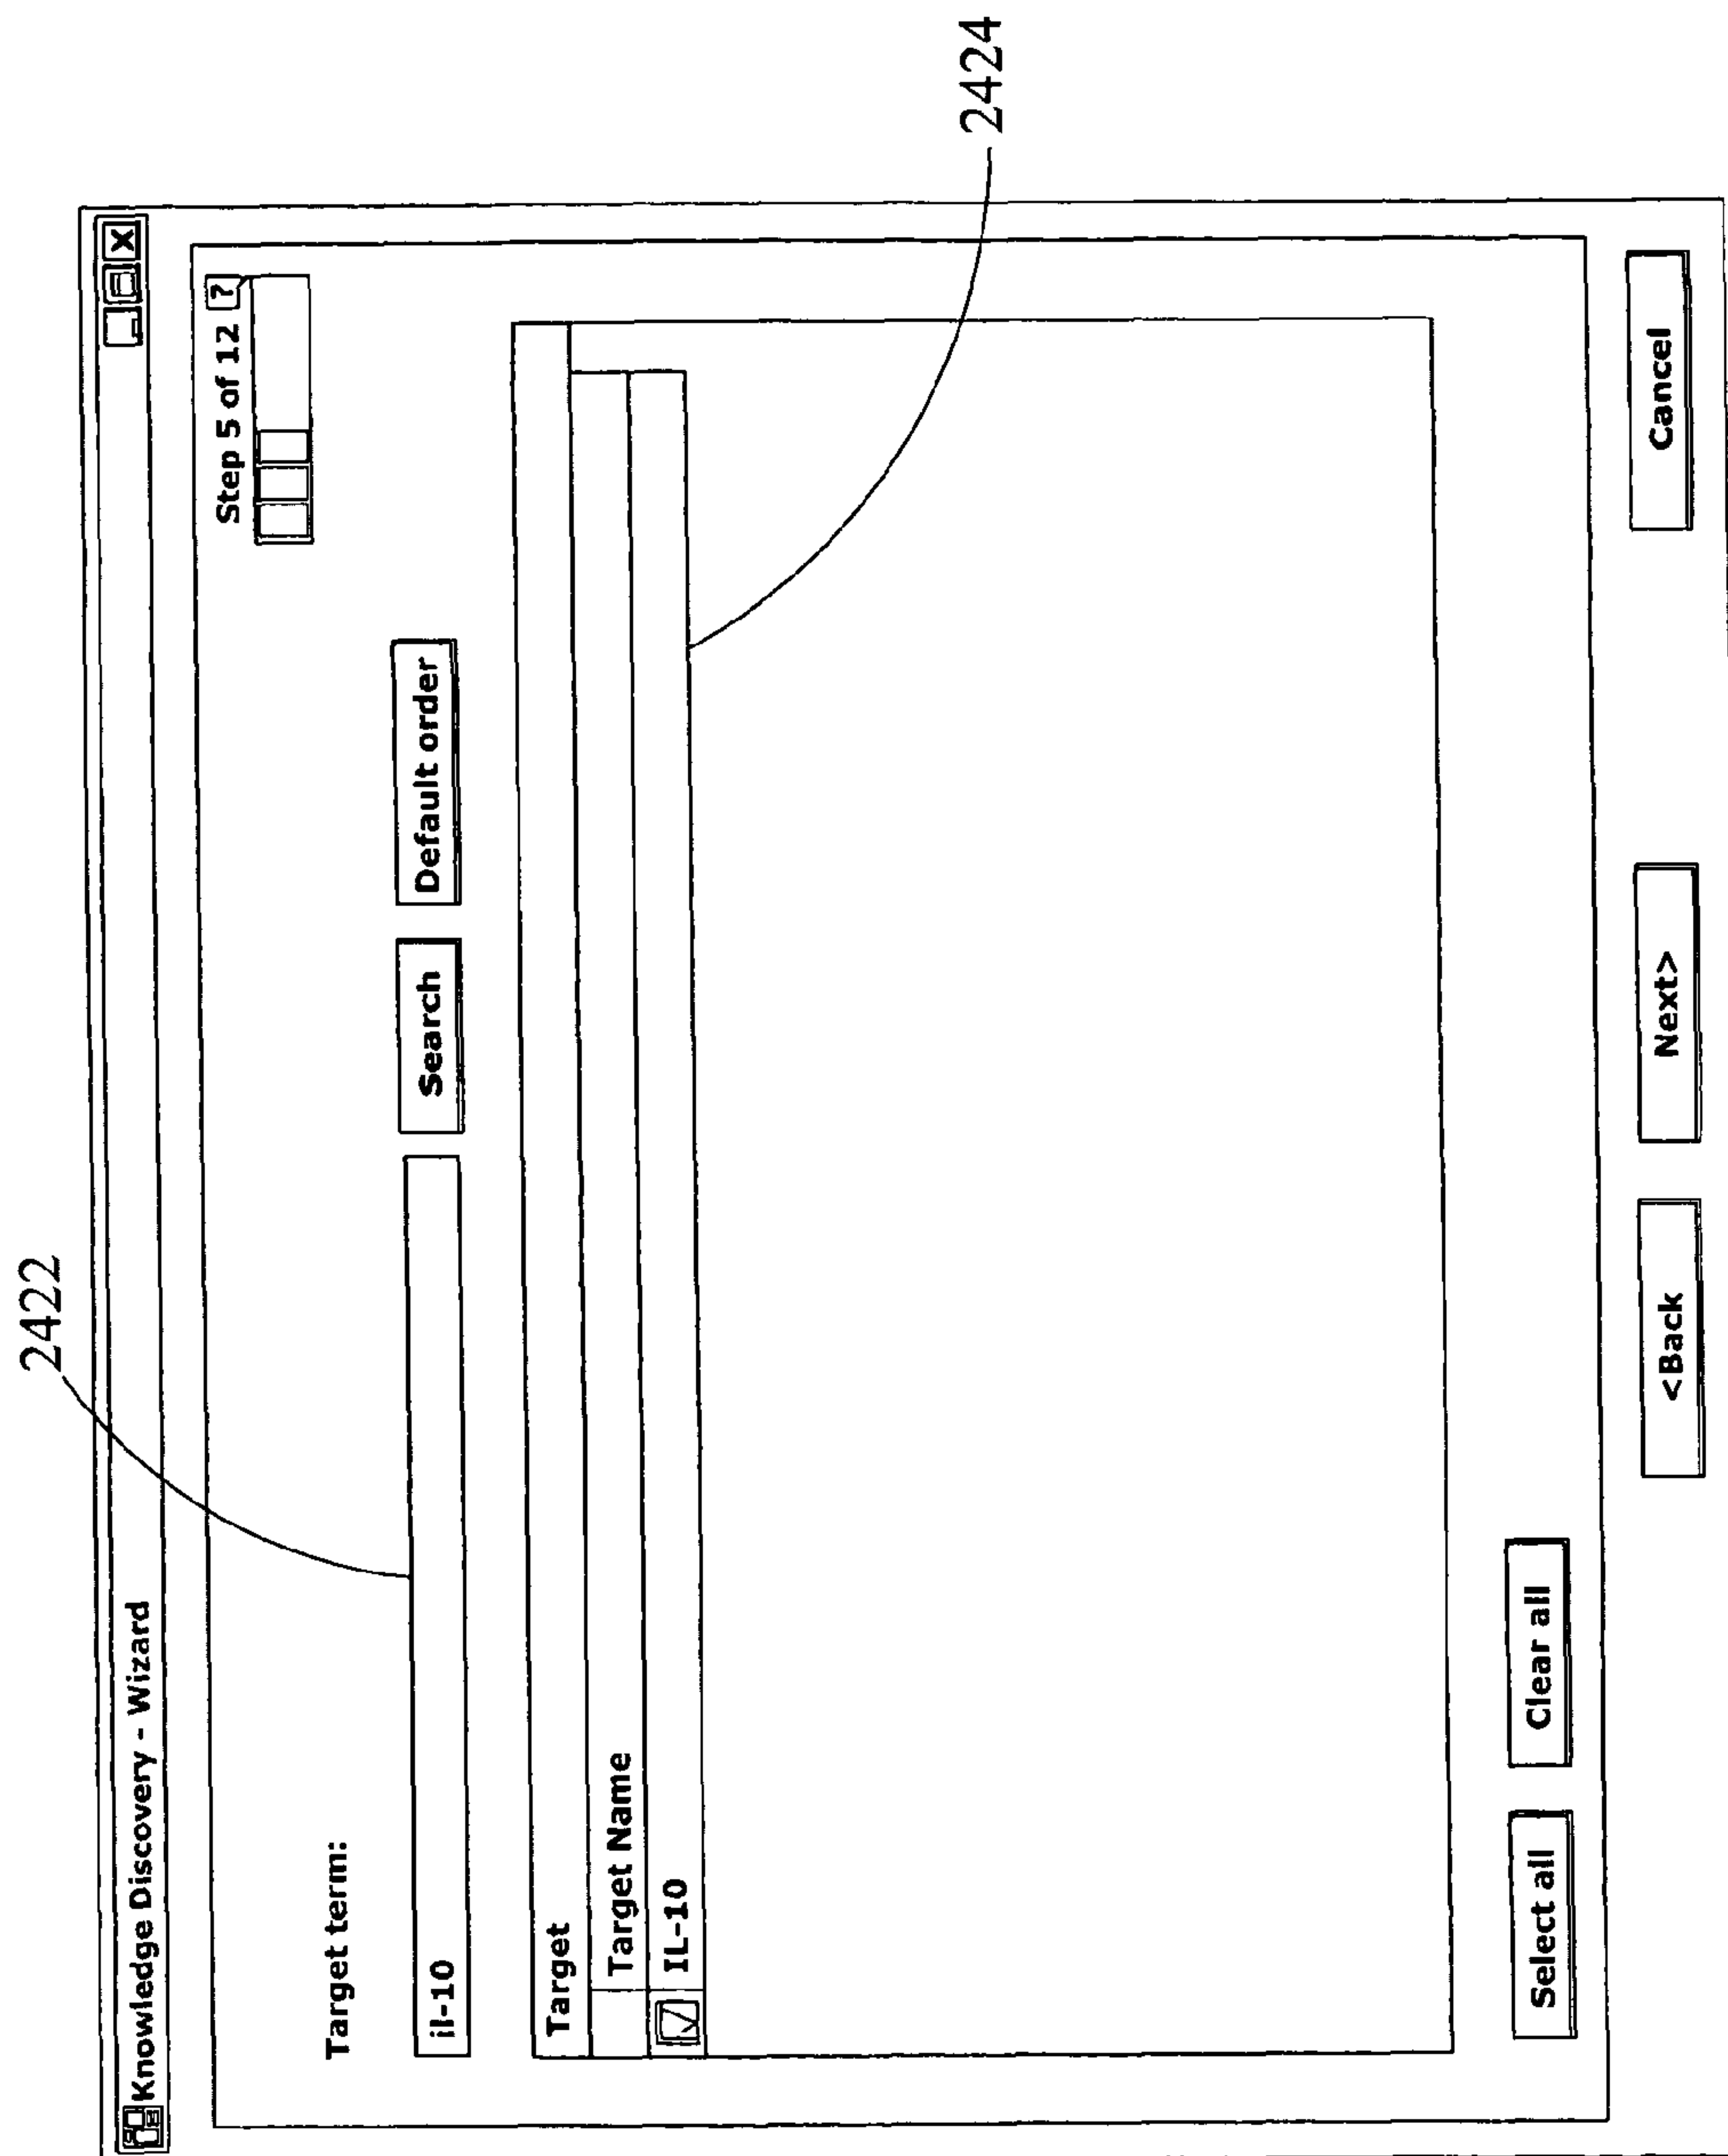 2422
2424
Knowledge Discovery - Wizard
X
Step 5 of 12 ?
Target term:
il-10
Search
Default order
Target
Target Name
IL-10
Select all
Clear all
<Back
Next>
Cancel